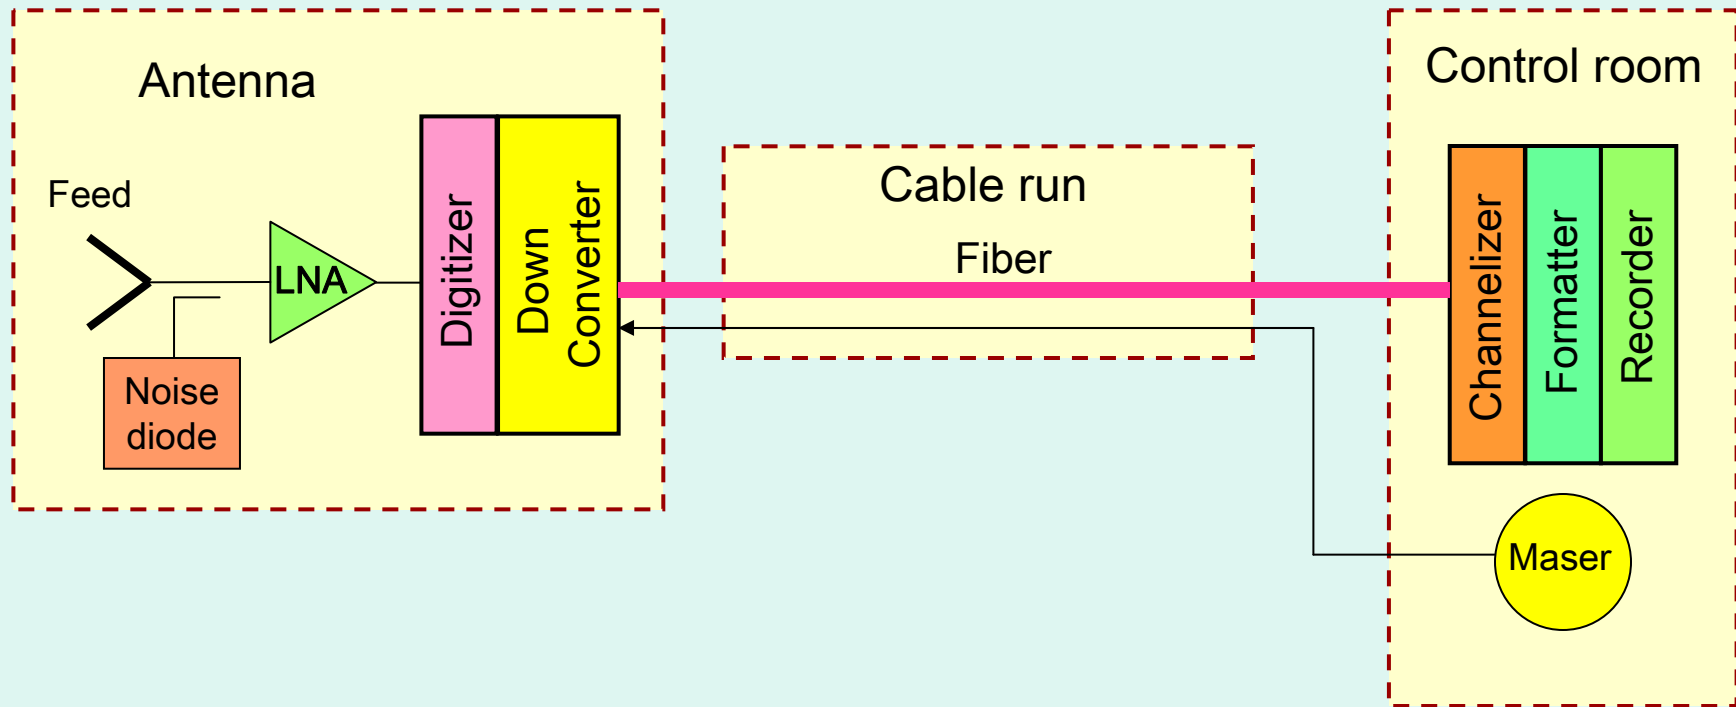 Antenna
Feed
LNA
Noise
diode
Digitizer
Down
Converter
Cable run
Fiber
Control room
Channelizer
Formatter
Recorder
Maser